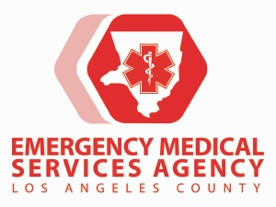 EMERGENCY MEDICAL
SERVICES AGENCY
LOS ANGELES COUNTY